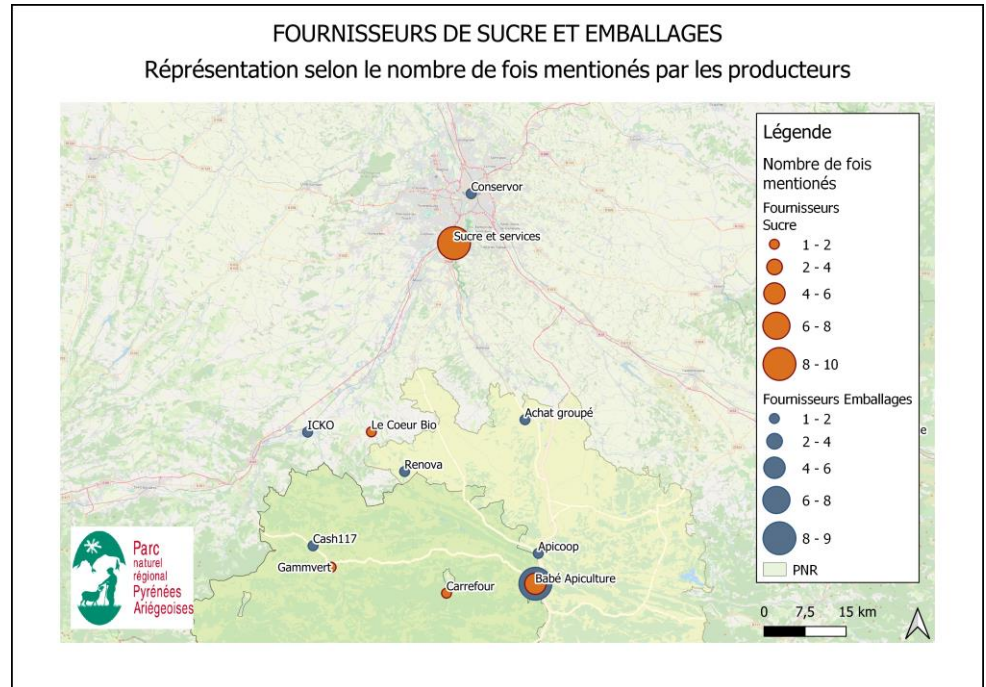 FOURNISSEURS DE SUCRE ET EMBALLAGES
Réprésentation selon le nombre de fois mentionés par les producteurs
Conservor
Sucre et services
ICKO
Le Coeur Bio
Achat groupé
Renova
Cash117
Gammvert
Apicoop
Babé Apiculture
Carrefour
Légende
Nombre de fois
mentionés
Fournisseurs
Sucre
1 - 2
2 - 4
4 - 6
6 - 8
8 - 10
Fournisseurs Emballages
1 - 2
2 - 4
4 - 6
6 - 8
8 - 9
PNR
e
0 7,5 15 km
Parc
naturel
régional
Pyrénées
Ariégeoises